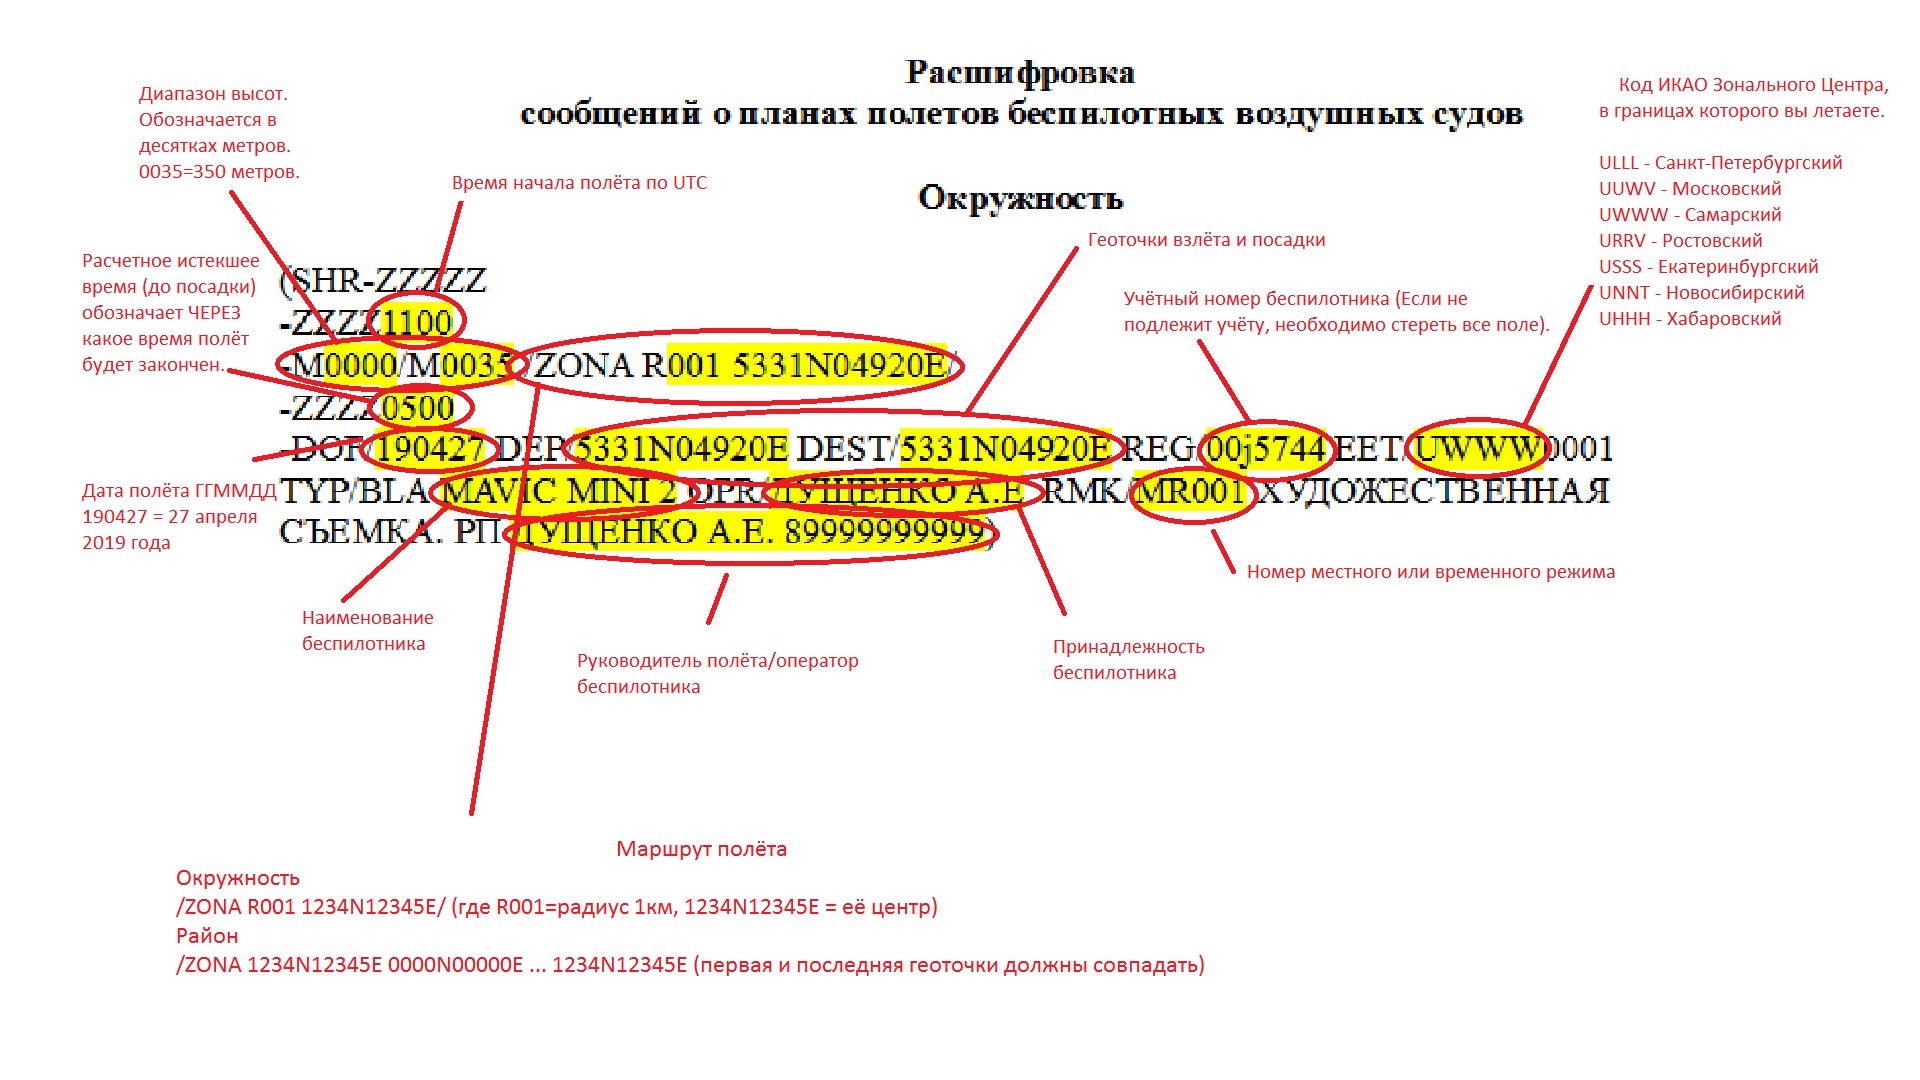 Расшифровка
сообщений о планах полетов беспилотных воздушных судов
Окружность
Диапазон высот.
Обозначается в
десятках метров.
0035=350 метров.
Время начала полёта по UTC
Код ИКАО Зонального Центра,
в границах которого вы летаете.
ULLL - Санкт-Петербургский
UUWV - Московский
UWWW - Самарский
URRV - Ростовский
USSS - Екатеринбургский
UNNT - Новосибирский
UHHH - Хабаровский
Геоточки взлёта и посадки
Учётный номер беспилотника (Если не
подлежит учёту, необходимо стереть все поле).
Расчетное истекшее
время (до посадки)
обозначает ЧЕРЕЗ
какое время полёт
будет закончен.
(SHR-ZZZZZ
-ZZZZ1100
-M0000/M0035 /ZONA R001 5331N04920E/
-ZZZZ0500
-DOF/190427 DEP/5331N04920E DEST/5331N04920E REG/00j5744 EET/UWWW0001
TYP/BLA MAVIC MINI 2 OPR/ТУЩЕНКО А.Е RMK/MR001 ХУДОЖЕСТВЕННАЯ
СЪЕМКА. РП ТУЩЕНКО А.Е. 89999999999)
Дата полёта ГГММДД
190427 = 27 апреля
2019 года
Номер местного или временного режима
Наименование
беспилотника
Руководитель полёта/оператор
беспилотника
Принадлежность
беспилотника
Маршрут полёта
Окружность
/ZONA R001 1234N12345E/ (где R001=радиус 1км, 1234N12345E = её центр)
Район
/ZONA 1234N12345E 0000N00000E ... 1234N12345E (первая и последняя геоточки должны совпадать)